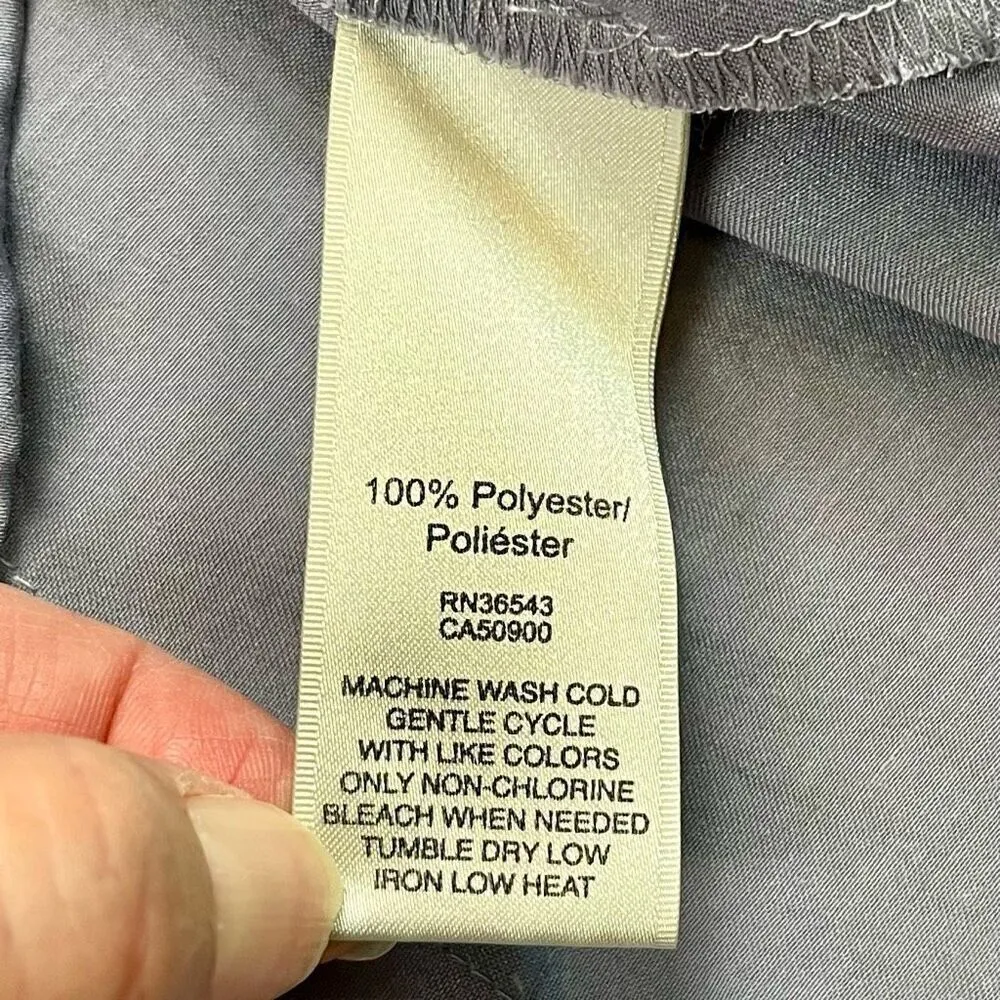 100% Polyester/
Poliéster
RN36543
CA50900
MACHINE WASH COLD
GENTLE CYCLE
WITH LIKE COLORS
ONLY NON-CHLORINE
BLEACH WHEN NEEDED
TUMBLE DRY LOW
IRON LOW HEAT